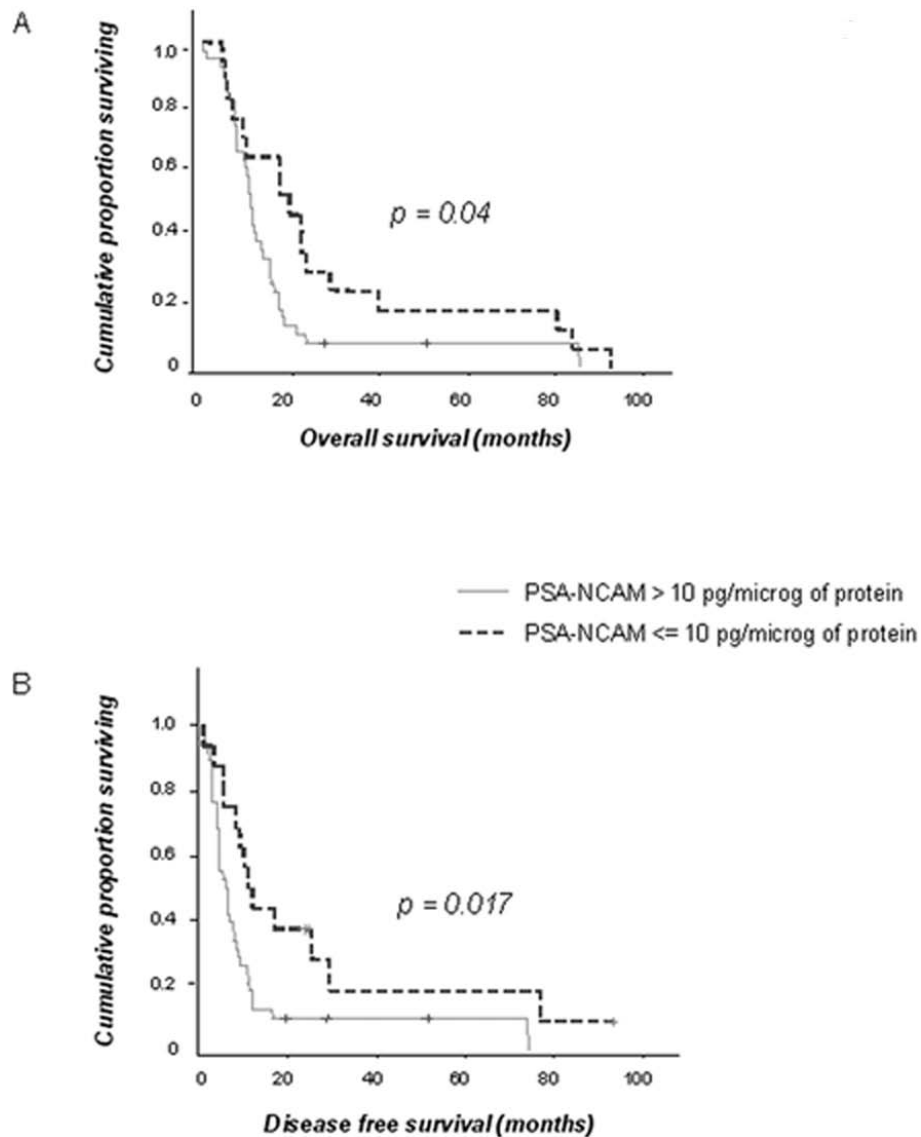 A
Cumulative proportion surviving
1.0
0.8
0.6
0.4
0.2
0
p = 0.04
0 20 40 60 80 100
Overall survival (months)
PSA-NCAM > 10 pg/microg of protein
PSA-NCAM <= 10 pg/microg of protein
B
Cumulative proportion surviving
1.0
0.8
0.6
0.4
0.2
0
p = 0.017
0 20 40 60 80 100
Disease free survival (months)